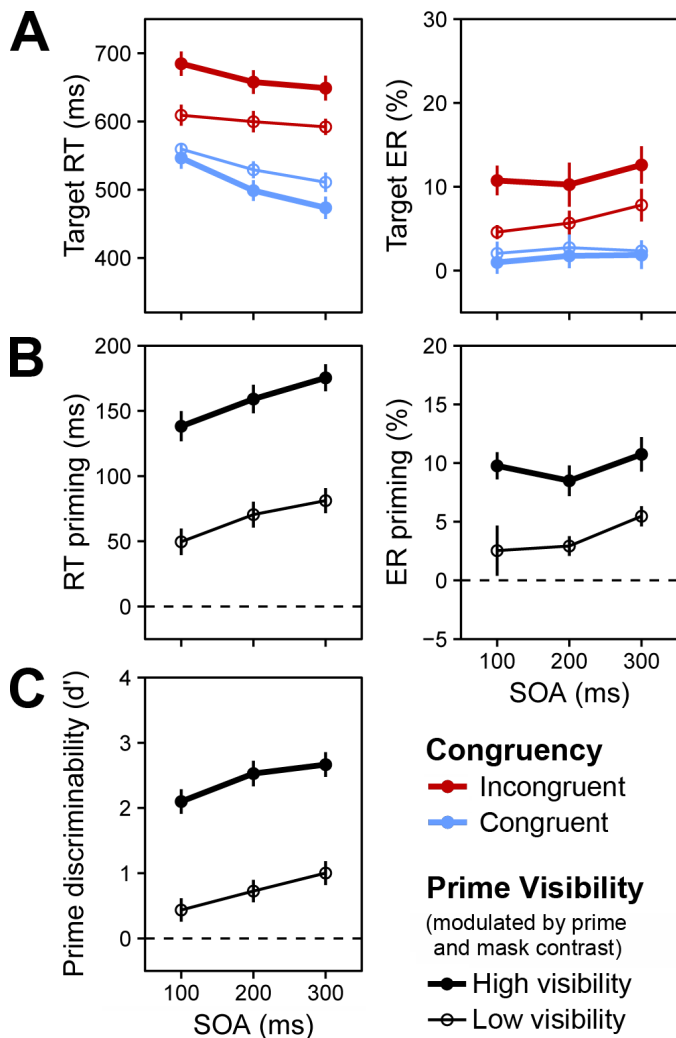 A
Target RT (ms)
700
600
500
400
Target ER (%)
30
20
10
0
B
RT priming (ms)
200
150
100
50
0
ER priming (%)
20
15
10
5
0
−5
100 200 300
SOA (ms)
C
Prime discriminability (d')
4
3
2
1
0
100 200 300
SOA (ms)
Congruency
Incongruent
Congruent
Prime Visibility
(modulated by prime
and mask contrast)
High visibility
Low visibility